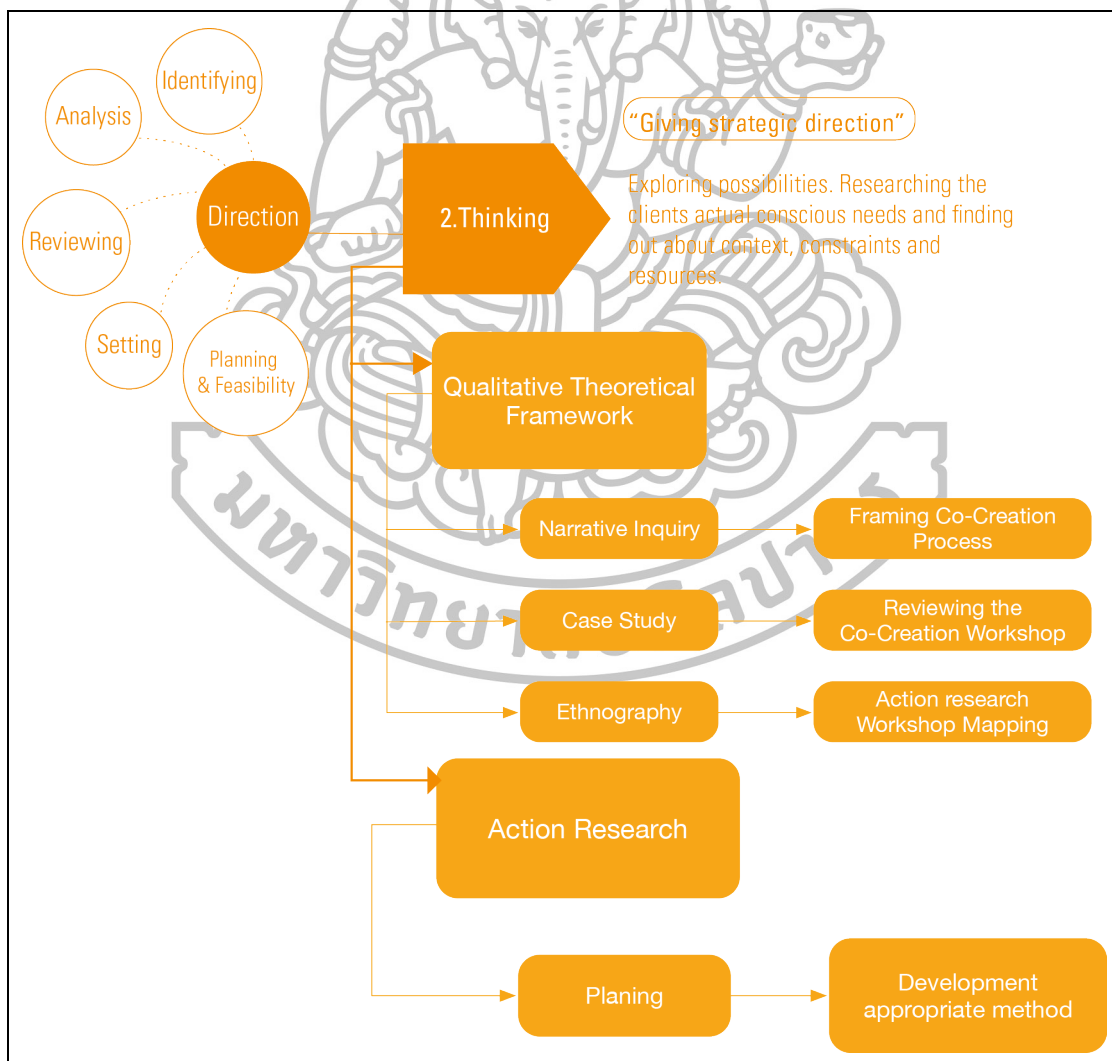 Identifying
Analysis
Reviewing
Direction
Setting
Planning
& Feasibility
2.Thinking
"Giving strategic direction"
Exploring possibilities. Researching the
clients actual conscious needs and finding
out about context, constraints and
resources.
Qualitative Theoretical
Framework
Narrative Inquiry
Framing Co-Creation
Process
Case Study
Reviewing the
Co-Creation Workshop
Ethnography
Action research
Workshop Mapping
Action Research
Planing
Development
appropriate method